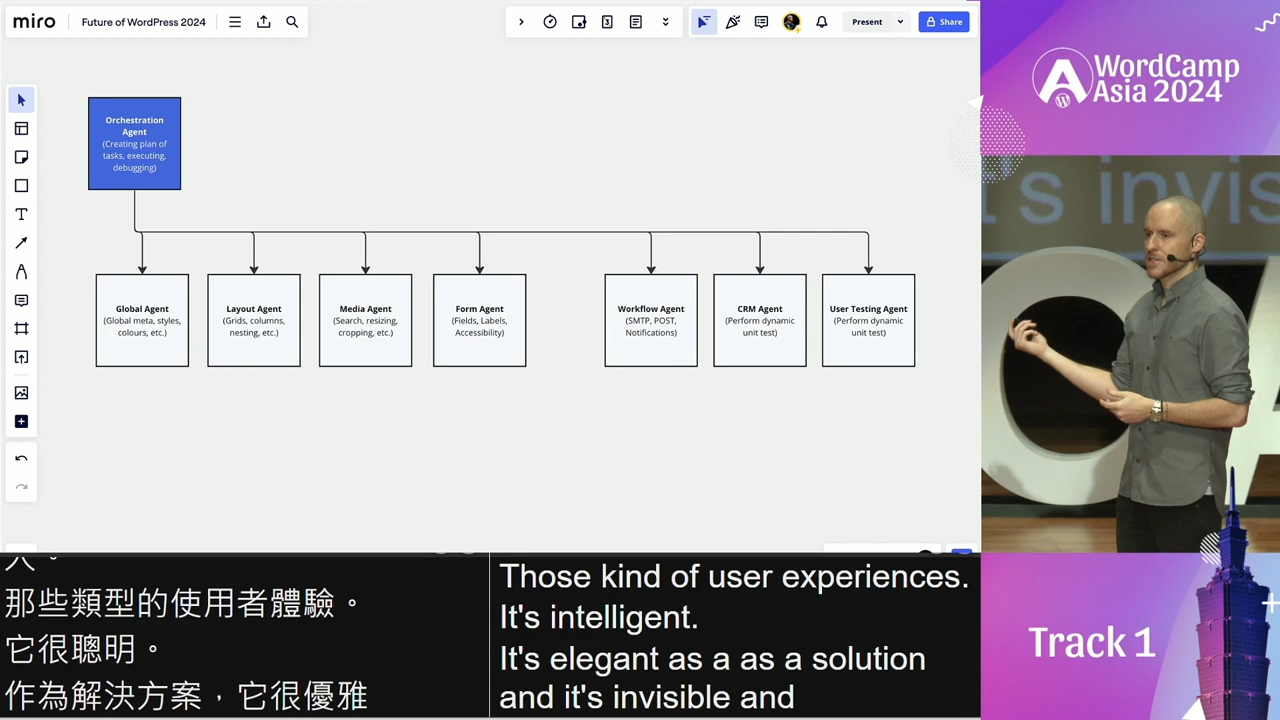 miro
Future of WordPress 2024
3
Present
Share
Orchestration
Agent
(Creating plan of
tasks, executing,
debugging)
Global Agent
(Global meta, styles,
colours, etc.)
Layout Agent
(Grids, columns,
nesting, etc.)
Media Agent
(Search, resizing,
cropping, etc.)
Form Agent
(Fields, Labels,
Accessibility)
Workflow Agent
(SMTP, POST,
Notifications)
CRM Agent
(Perform dynamic
unit test)
User Testing Agent
(Perform dynamic
unit test)
那些類型的使用者體驗。
它很聰明。
作為解決方案，它很優雅
Those kind of user experiences.
It's intelligent.
It's elegant as a as a solution
and it's invisible and
WordCamp
Asia 2024
't's invis
Track 1